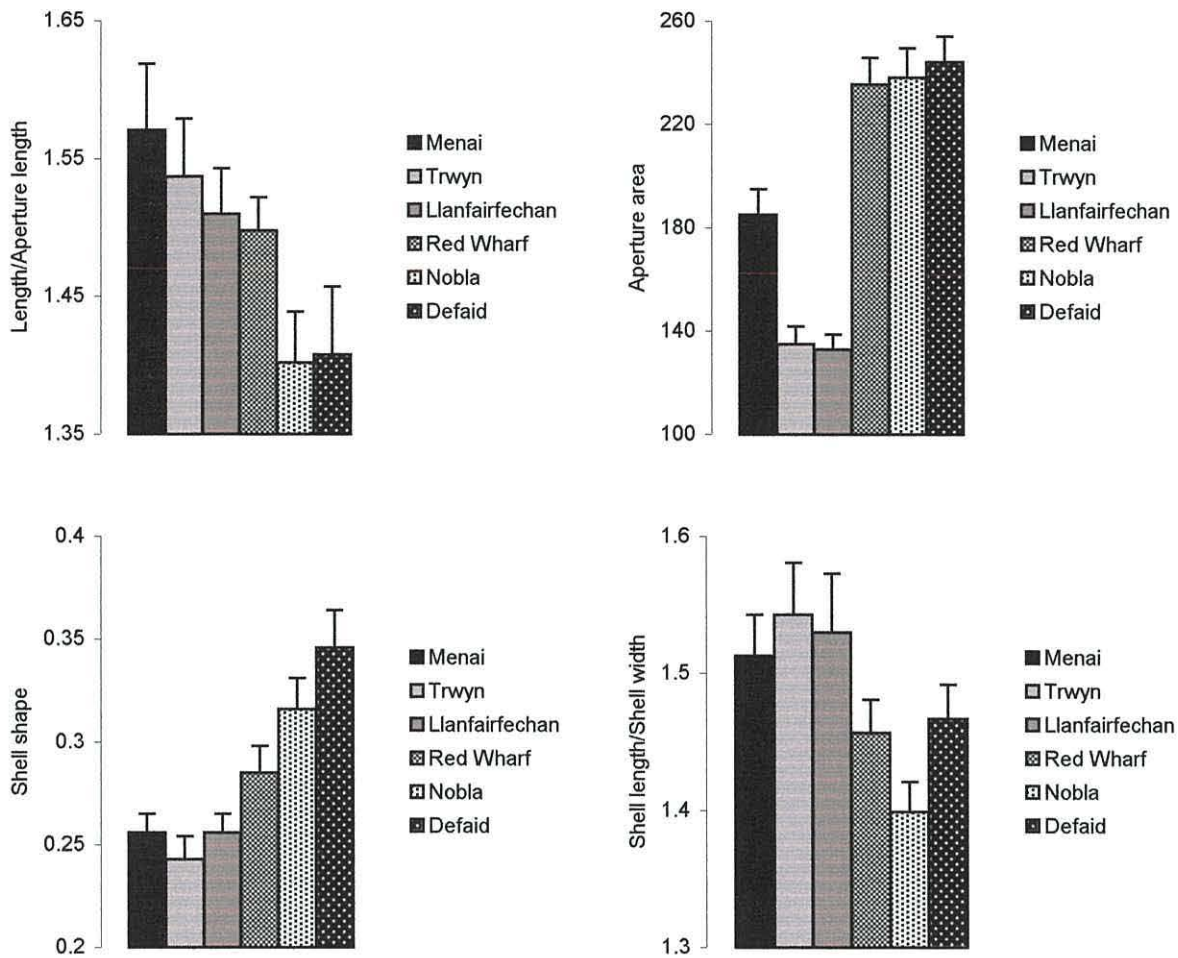 Length/Aperture length
1.65
1.55
1.45
1.35
Menai
Trwyn
Llanfairfechan
Red Wharf
Nobla
Defaid
Aperture area
260
220
180
140
100
Menai
Trwyn
Llanfairfechan
Red Wharf
Nobla
Defaid
Shell shape
0.4
0.35
0.3
0.25
0.2
Menai
Trwyn
Llanfairfechan
Red Wharf
Nobla
Defaid
Shell length/Shell width
1.6
1.5
1.4
1.3
Menai
Trwyn
Llanfairfechan
Red Wharf
Nobla
Defaid